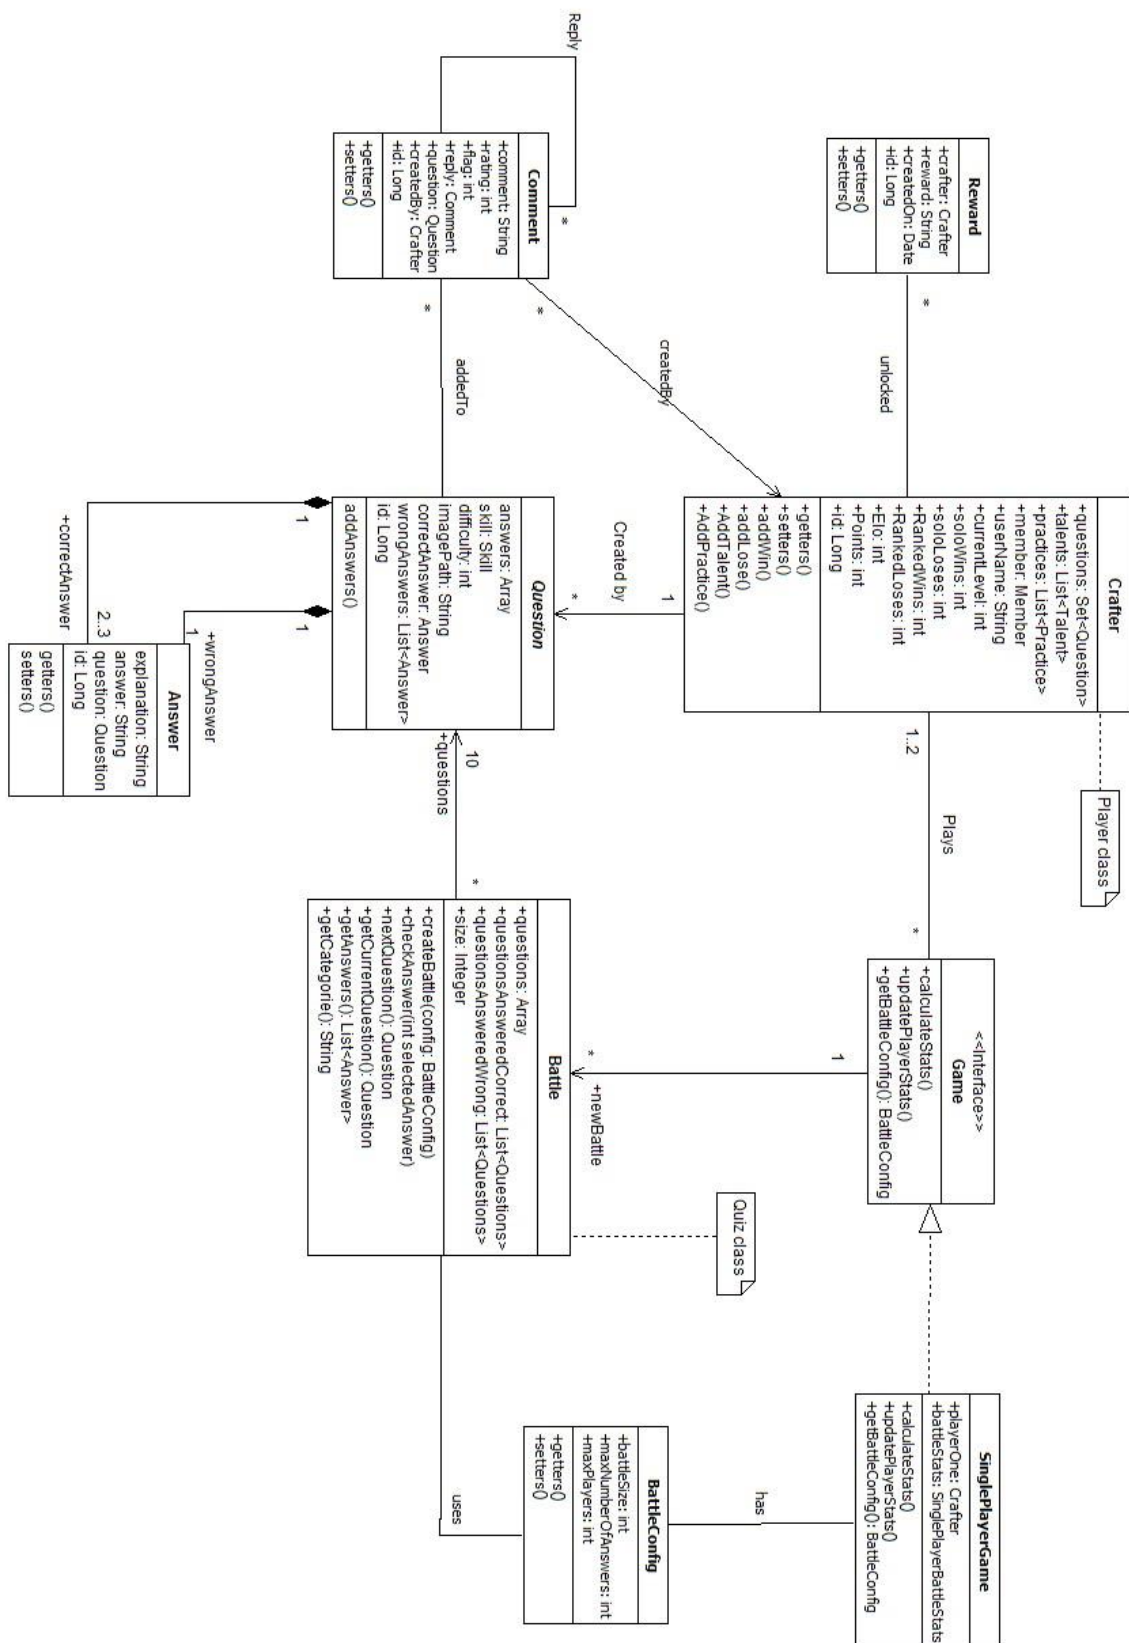 Reply
Comment
+comment: String
+rating: int
+flag: int
+reply: Comment
+question: Question
+createdBy: Crafter
+id: Long
+getters()
+setters()
*
*
*
addedTo
createdBy
Reward
+crafter: Crafter
+reward: String
+createdOn: Date
+id: Long
+getters()
+setters()
*
unlocked
Crafter
+questions: Set<Question>
+talents: List<Talent>
+practices: List<Practice>
+member: Member
+userName: String
+currentLevel: int
+soloWins: int
+soloLoses: int
+RankedWins: int
+RankedLoses: int
+Elo: int
+Points: int
+id: Long
+getters()
+setters()
+addWin()
+addLose()
+AddTalent()
+AddPractice()
Player class
1
Created by
*
Question
answers: Array
skill: Skill
difficulty: int
imagePath: String
correctAnswer: Answer
wrongAnswers: List<Answer>
id: Long
addAnswers()
1
1
+correctAnswer
2..3
+wrongAnswer
1
Answer
explanation: String
answer: String
question: Question
id: Long
getters()
setters()
1..2
Plays
*
<<Interface>>
Game
+calculateStats()
+updatePlayerStats()
+getBattleConfig(): BattleConfig
1
*
+newBattle
10
+questions
*
Battle
+questions: Array
+questionsAnsweredCorrect: List<Questions>
+questionsAnsweredWrong: List<Questions>
+size: Integer
+createBattle(config: BattleConfig)
+checkAnswer(int selectedAnswer)
+nextQuestion(): Question
+getCurrentQuestion(): Question
+getAnswers(): List<Answer>
+getCategorie(): String
Quiz class
SinglePlayerGame
+playerOne: Crafter
+battleStats: SinglePlayerBattleStats
+calculateStats()
+updatePlayerStats()
+getBattleConfig(): BattleConfig
has
BattleConfig
+battleSize: int
+maxNumberOfAnswers: int
+maxPlayers: int
+getters()
+setters()
uses